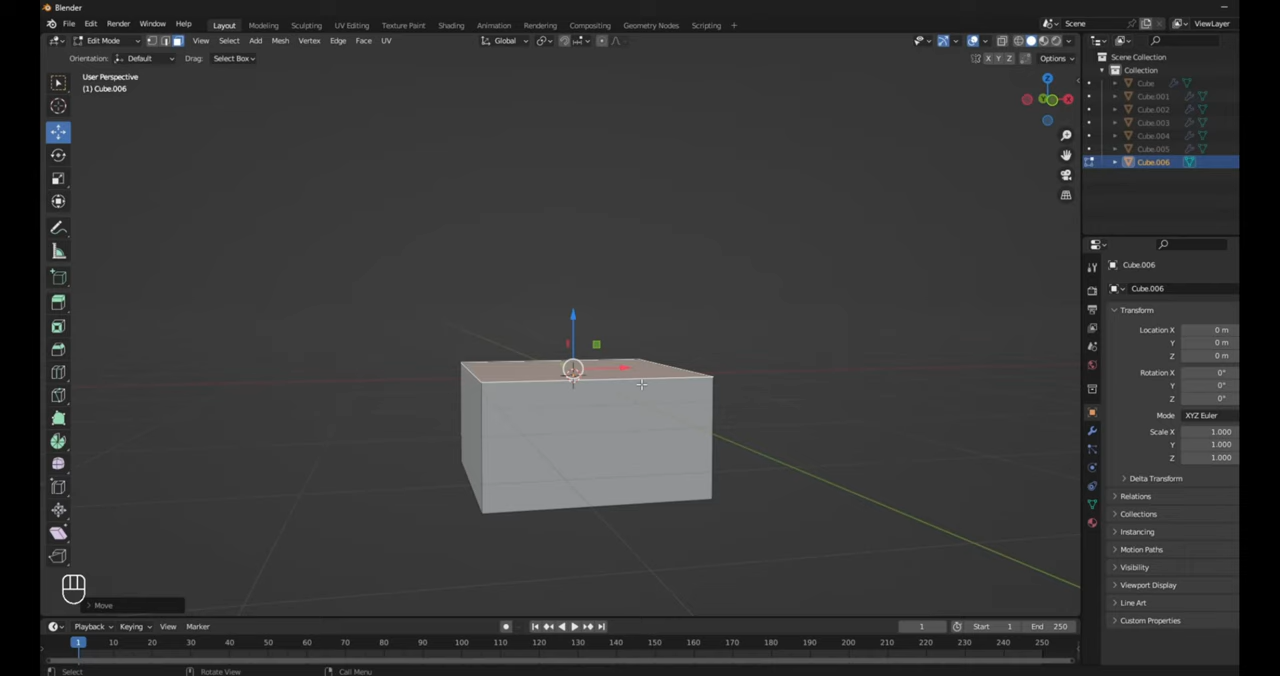 Blender
File Edit Render Window Help Layout Modeling Sculpting UV Editing Texture Paint Shading Animation Rendering Compositing Geometry Nodes Scripting + Scene ViewLayer
Edit Mode View Select Add Mesh Vertex Edge Face UV Global
Orientation: Default Drag: Select Box X Y Z Options
User Perspective
(1) Cube.006
Z
Y X
Scene Collection
Collection
Cube
Cube.001
Cube.002
Cube.003
Cube.004
Cube.005
Cube.006
Cube.006
Cube.006
Transform
Location X 0 m
Y 0 m
Z 0 m
Rotation X 0°
Y 0°
Z 0°
Mode XYZ Euler
Scale X 1.000
Y 1.000
Z 1.000
Delta Transform
Relations
Collections
Instancing
Motion Paths
Visibility
Viewport Display
Line Art
Custom Properties
Move
Playback Keying View Marker 1 Start 1 End 250
1 10 20 30 40 50 60 70 80 90 100 110 120 130 140 150 160 170 180 190 200 210 220 230 240 250
Select Rotate View Call Menu